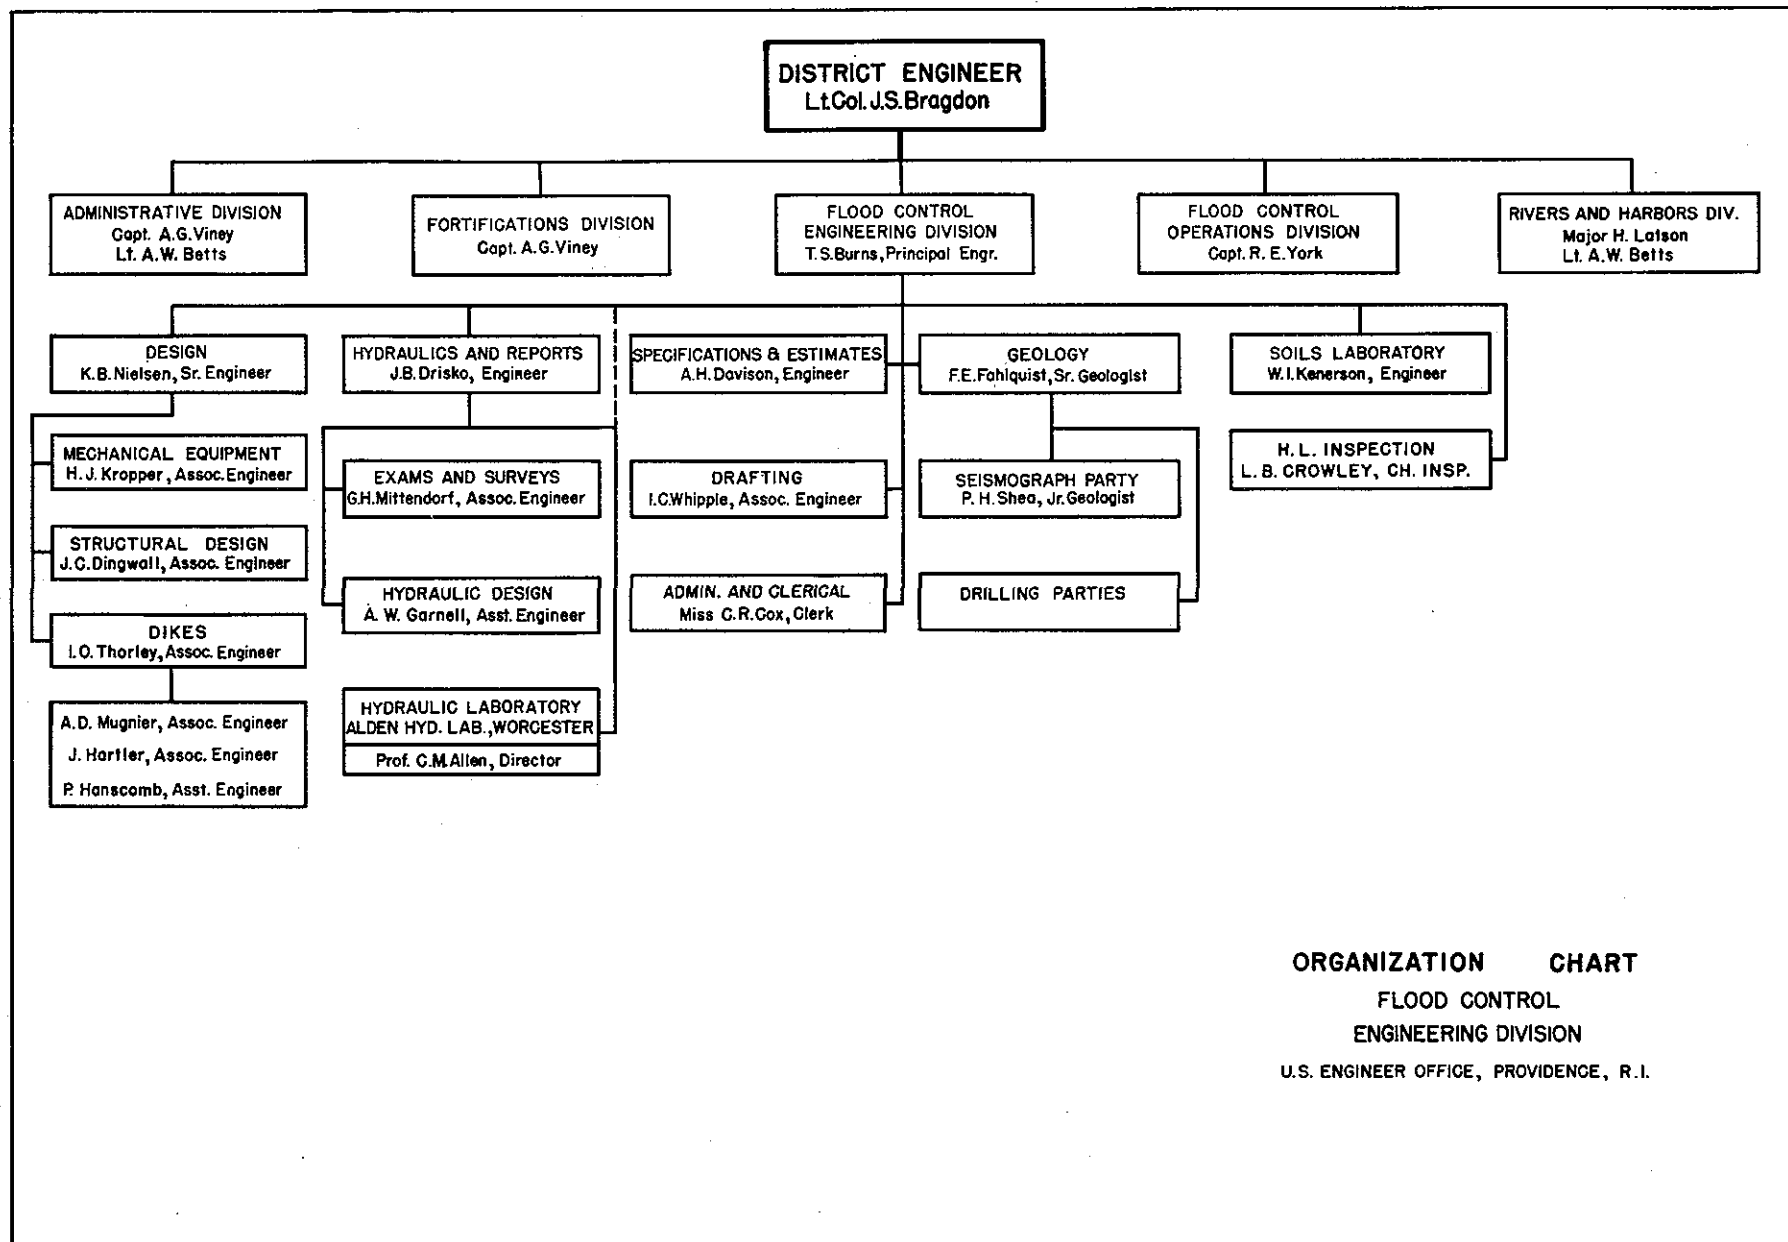 DISTRICT ENGINEER
Lt.Col.J.S.Bragdon
ADMINISTRATIVE DIVISION
Capt. A.G.Viney
Lt. A.W. Betts
FORTIFICATIONS DIVISION
Capt. A.G.Viney
FLOOD CONTROL
ENGINEERING DIVISION
T.S.Burns, Principal Engr.
FLOOD CONTROL
OPERATIONS DIVISION
Capt. R.E.York
RIVERS AND HARBORS DIV.
Major H. Latson
Lt. A.W. Betts
DESIGN
K.B.Nielsen, Sr. Engineer
HYDRAULICS AND REPORTS
J.B.Drisko, Engineer
SPECIFICATIONS & ESTIMATES
A.H.Davison, Engineer
GEOLOGY
F.E.Fahlquist, Sr. Geologist
SOILS LABORATORY
W.I.Kenerson, Engineer
MECHANICAL EQUIPMENT
H.J.Kropper, Assoc.Engineer
EXAMS AND SURVEYS
G.H.Mittendorf, Assoc.Engineer
DRAFTING
I.C.Whipple, Assoc. Engineer
SEISMOGRAPH PARTY
P.H.Shea, Jr.Geologist
H.L. INSPECTION
L.B. CROWLEY, CH. INSP.
STRUCTURAL DESIGN
J.C.Dingwall, Assoc. Engineer
HYDRAULIC DESIGN
A.W. Garnell, Asst. Engineer
ADMIN. AND CLERICAL
Miss C.R.Cox, Clerk
DRILLING PARTIES
DIKES
I.O.Thorley, Assoc. Engineer
A.D. Mugnier, Assoc. Engineer
J. Hartler, Assoc. Engineer
P. Hanscomb, Asst. Engineer
HYDRAULIC LABORATORY
ALDEN HYD. LAB., WORCESTER
Prof. C.M.Allen, Director
ORGANIZATION CHART
FLOOD CONTROL
ENGINEERING DIVISION
U.S. ENGINEER OFFICE, PROVIDENCE, R.I.